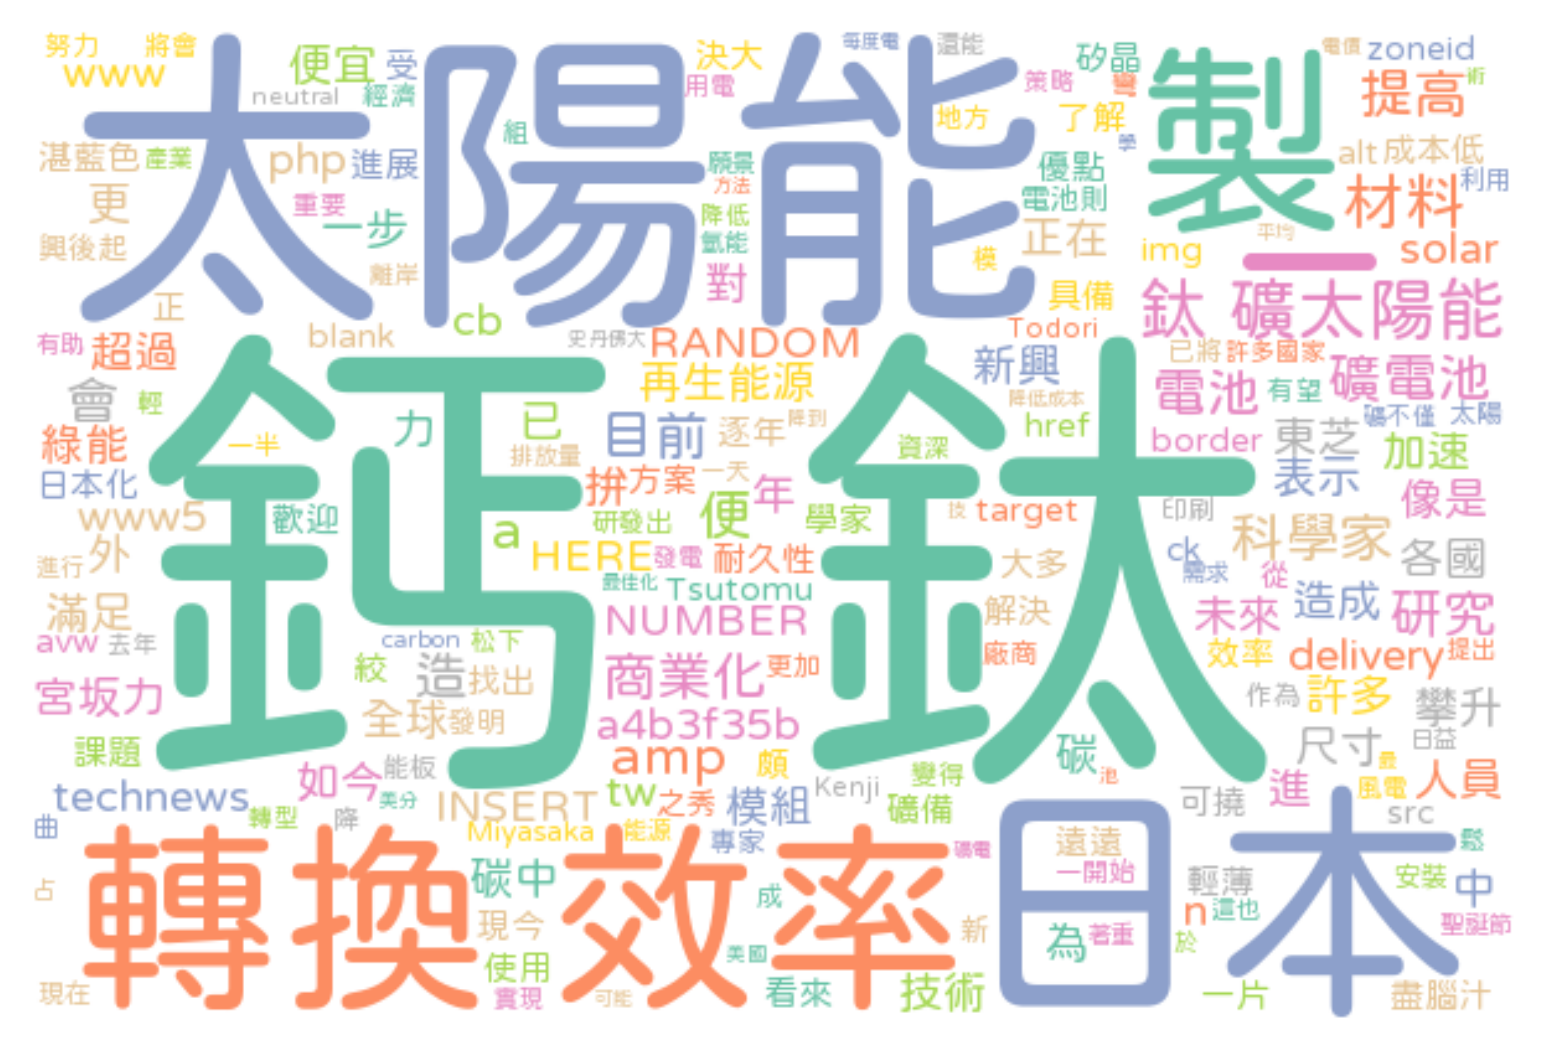 努力 將會 便宜 受 太陽能 決大 每度電 還能 矽晶 電價 zoneid
www neutral 經濟 用電 策略 製 提高 術
湛藍色 產業 php 進展 組 願景 地方 了解 學 alt 成本低
更 重要 一步 方法 優點 材料 利用
興後起 離岸 降低 氫能 電池則 正在 img 平均 solar
正 對 模 具備 一 鈦 礦太陽能
blank cb 史丹佛大 RANDOM Todori 已將 許多國家
有助 超過 鈣鈦 再生能源 新興 電池 有望 礦電池
會 輕 力 已 目前 逐年 降到 降低成本 href 礦不僅 太陽
綠能 一半 排放量 資深 border 東芝 加速
日本化 拚 方案 一天 年 表示 像是
www5 歡迎 a 研發出 便 學家 技 target 印刷 科學家
進行 外 HERE 發電 耐久性 大多 ck 需求 從 各國
滿足 最佳化 Tsutomu 解決 未來 造成 研究
avw 去年 carbon 松下 NUMBER 廠商 效率 delivery 提出
宮坂力 絞 造 找出 商業化 更加 作為 許多 攀升
課題 全球 發明 a4b3f35b 碳 尺寸 日益
如今 能板 amp 頗 變得 泡 進 風電 最 人員
technews 轉型 降 美分 INSERT tw 之秀 模組 Kenji 礦備 可撓 src
曲 Miyasaka 能源 專家 礦電 日本 遠遠 鬆
占 轉換效率 碳中 成 一開始 輕薄 安裝 中
現今 新 為 著重 n 這也 聖誕節
使用 美國 於
現在 實現 可能 看來 技術 一片 盡腦汁